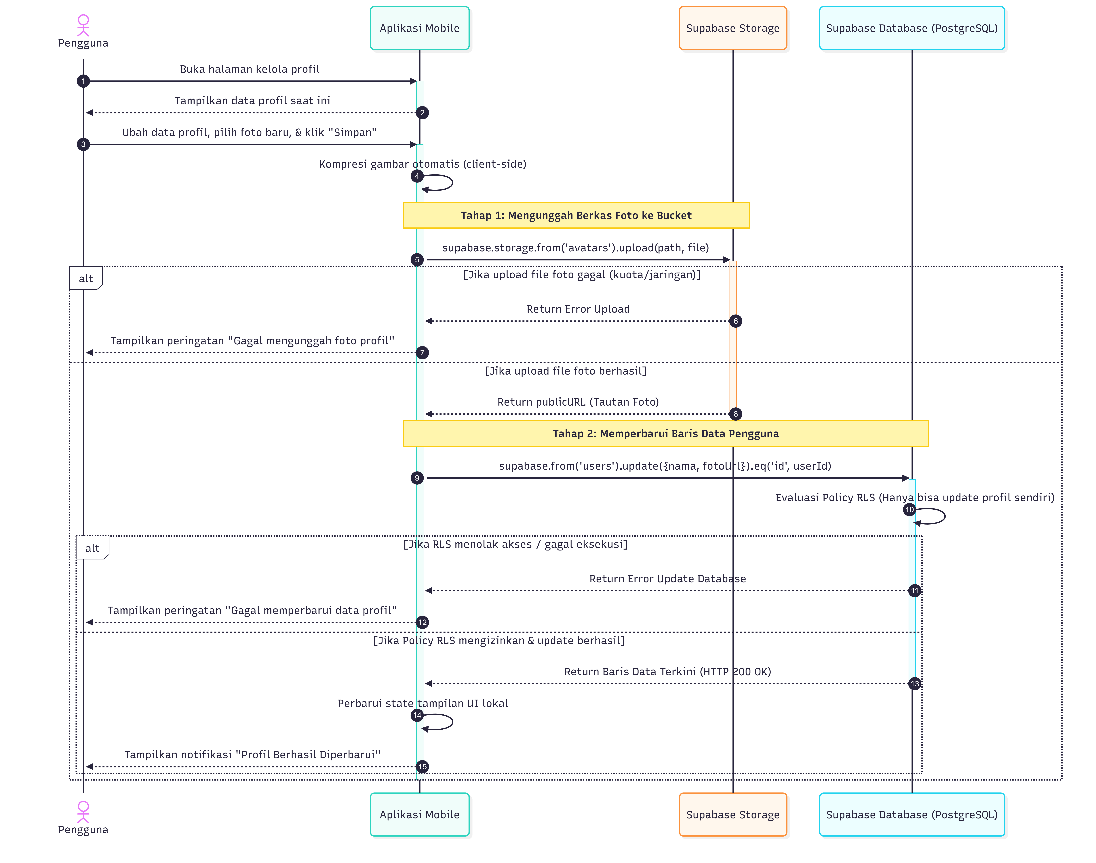 Pengguna
Aplikasi Mobile
Supabase Storage
Supabase Database (PostgreSQL)
1
Buka halaman kelola profil
Tampilkan data profil saat ini
2
3
Ubah data profil, pilih foto baru, & klik "Simpan"
Kompresi gambar otomatis (client-side)
4
Tahap 1: Mengunggah Berkas Foto ke Bucket
supabase.storage.from('avatars').upload(path, file)
5
alt
[Jika upload file foto gagal (kuota/jaringan)]
Return Error Upload
6
Tampilkan peringatan "Gagal mengunggah foto profil"
7
[Jika upload file foto berhasil]
Return publicURL (Tautan Foto)
8
Tahap 2: Memperbarui Baris Data Pengguna
supabase.from('users').update({nama, fotoUrl}).eq('id', userId)
9
Evaluasi Policy RLS (Hanya bisa update profil sendiri)
10
alt
[Jika RLS menolak akses / gagal eksekusi]
Return Error Update Database
11
Tampilkan peringatan "Gagal memperbarui data profil"
12
[Jika Policy RLS mengizinkan & update berhasil]
Return Baris Data Terkini (HTTP 200 OK)
13
Perbarui state tampilan UI lokal
14
Tampilkan notifikasi "Profil Berhasil Diperbarui"
15
Pengguna
Aplikasi Mobile
Supabase Storage
Supabase Database (PostgreSQL)